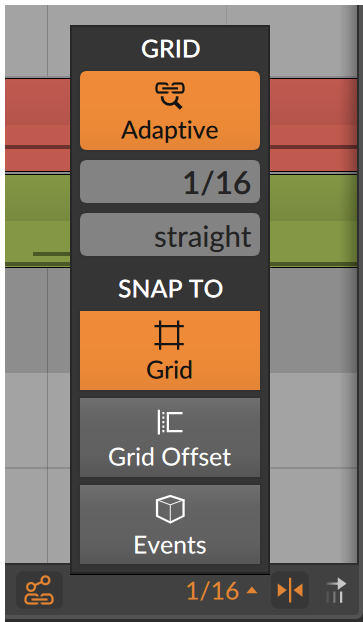 GRID
Adaptive
1/16
straight
SNAP TO
Grid
Grid Offset
Events
1/16